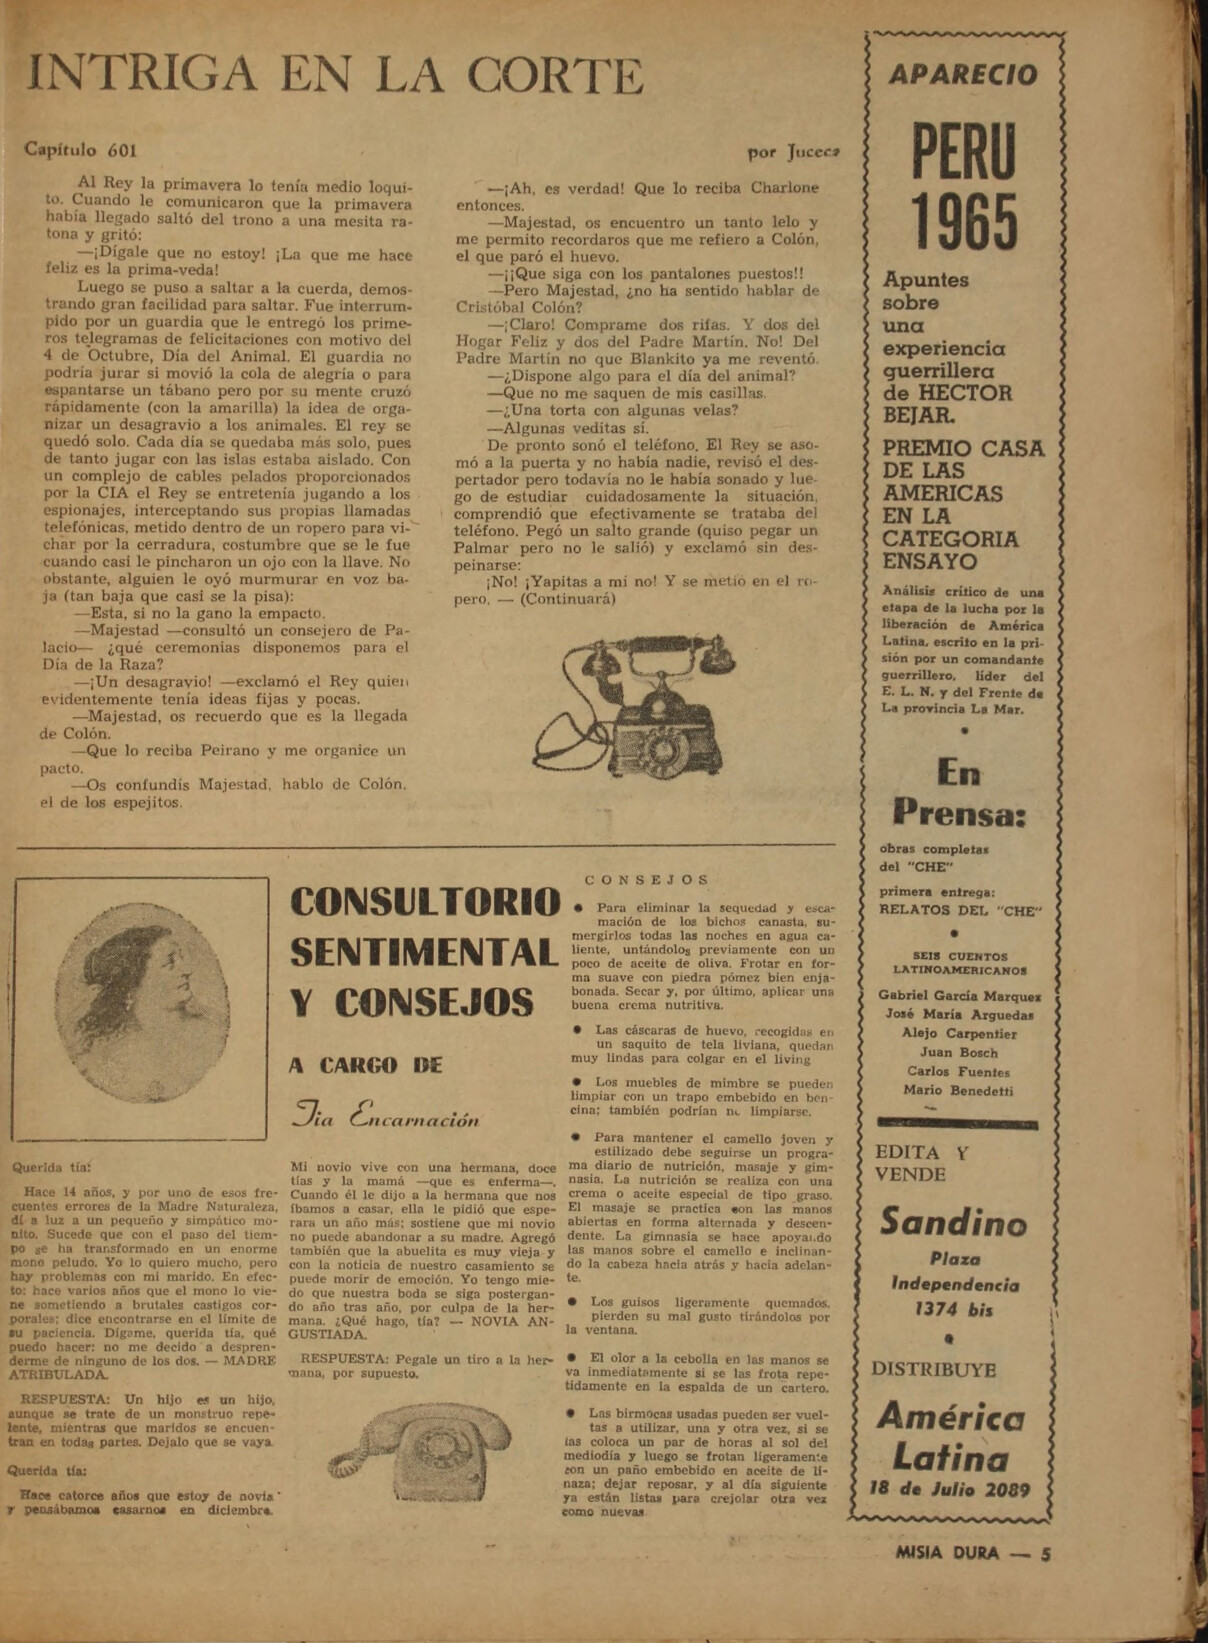 INTRIGA EN LA CORTE
Capítulo 601
por Juceca
Al Rey la primavera lo tenía medio loqui-
to. Cuando le comunicaron que la primavera
había llegado saltó del trono a una mesita ra-
tona y gritó:
—¡Dígale que no estoy! ¡La que me hace
feliz es la prima-veda!
Luego se puso a saltar a la cuerda, demos-
trando gran facilidad para saltar. Fue interrum-
pido por un guardia que le entregó los prime-
ros telegramas de felicitaciones con motivo del
4 de Octubre, Día del Animal. El guardia no
podría jurar si movió la cola de alegría o para
espantarse un tábano pero por su mente cruzó
rápidamente (con la amarilla) la idea de orga-
nizar un desagravio a los animales. El rey se
quedó solo. Cada día se quedaba más solo, pues
de tanto jugar con las islas estaba aislado. Con
un complejo de cables pelados proporcionados
por la CIA el Rey se entretenía jugando a los
espionajes, interceptando sus propias llamadas
telefónicas, metido dentro de un ropero para vi-
char por la cerradura, costumbre que se le fue
cuando casi le pincharon un ojo con la llave. No
obstante, alguien le oyó murmurar en voz ba-
ja (tan baja que casi se la pisa):
—Esta, si no la gano la empacto.
—Majestad —consultó un consejero de Pa-
lacio— ¿qué ceremonias disponemos para el
Día de la Raza?
—¡Un desagravio! —exclamó el Rey quien
evidentemente tenía ideas fijas y pocas.
—Majestad, os recuerdo que es la llegada
de Colón.
—Que lo reciba Peirano y me organice un
pacto.
—Os confundís Majestad, hablo de Colón,
el de los espejitos.
—¡Ah, es verdad! Que lo reciba Charlone
entonces.
—Majestad, os encuentro un tanto lelo y
me permito recordaros que me refiero a Colón,
el que paró el huevo.
—¡¡Que siga con los pantalones puestos!!
—Pero Majestad, ¿no ha sentido hablar de
Cristóbal Colón?
—¡Claro! Comprame dos rifas. Y dos del
Hogar Feliz y dos del Padre Martín. No! Del
Padre Martín no que Blankito ya me reventó.
—¿Dispone algo para el día del animal?
—Que no me saquen de mis casillas.
—¿Una torta con algunas velas?
—Algunas veditas sí.
De pronto sonó el teléfono. El Rey se aso-
mó a la puerta y no había nadie, revisó el des-
pertador pero todavía no le había sonado y lue-
go de estudiar cuidadosamente la situación,
comprendió que efectivamente se trataba del
teléfono. Pegó un salto grande (quiso pegar un
Palmar pero no le salió) y exclamó sin des-
peinarse:
¡No! ¡Yapitas a mi no! Y se metió en el ro-
pero. — (Continuará)
CONSULTORIO
SENTIMENTAL
Y CONSEJOS
A CARGO DE
Tia Encarnación
Querida tía:
Hace 14 años, y por uno de esos fre-
cuentes errores de la Madre Naturaleza,
dí a luz a un pequeño y simpático mo-
nito. Sucede que con el paso del tiem-
po se ha transformado en un enorme
mono peludo. Yo lo quiero mucho, pero
hay problemas con mi marido. En efec-
to: hace varios años que el mono lo vie-
ne sometiendo a brutales castigos cor-
porales; dice encontrarse en el límite de
su paciencia. Dígame, querida tía, qué
puedo hacer: no me decido a despren-
derme de ninguno de los dos. — MADRE
ATRIBULADA.
RESPUESTA: Un hijo es un hijo,
aunque se trate de un monstruo repe-
lente, mientras que maridos se encuen-
tran en todas partes. Dejalo que se vaya.
Querida tía:
Hace catorce años que estoy de novia
y pensábamos casarnos en diciembre.
Mi novio vive con una hermana, doce
tías y la mamá —que es enferma—.
Cuando él le dijo a la hermana que nos
íbamos a casar, ella le pidió que espe-
rara un año más; sostiene que mi novio
no puede abandonar a su madre. Agregó
también que la abuelita es muy vieja y
con la noticia de nuestro casamiento se
puede morir de emoción. Yo tengo mie-
do que nuestra boda se siga postergan-
do año tras año, por culpa de la her-
mana. ¿Qué hago, tía? — NOVIA AN-
GUSTIADA.
RESPUESTA: Pegale un tiro a la her-
mana, por supuesto.
CONSEJOS
● Para eliminar la sequedad y esca-
mación de los bichos canasta, su-
mergirlos todas las noches en agua ca-
liente, untándolos previamente con un
poco de aceite de oliva. Frotar en for-
ma suave con piedra pómez bien enja-
bonada. Secar y, por último, aplicar una
buena crema nutritiva.
● Las cáscaras de huevo, recogidas en
un saquito de tela liviana, quedan
muy lindas para colgar en el living
● Los muebles de mimbre se pueden
limpiar con un trapo embebido en ben-
cina; también podrían no limpiarse.
● Para mantener el camello joven y
estilizado debe seguirse un progra-
ma diario de nutrición, masaje y gim-
nasia. La nutrición se realiza con una
crema o aceite especial de tipo graso.
El masaje se practica con las manos
abiertas en forma alternada y descen-
dente. La gimnasia se hace apoyando
las manos sobre el camello e inclinan-
do la cabeza hacia atrás y hacia adelan-
te.
● Los guisos ligeramente quemados,
pierden su mal gusto tirándolos por
la ventana.
● El olor a la cebolla en las manos se
va inmediatamente si se las frota repe-
tidamente en la espalda de un cartero.
● Las birmocas usadas pueden ser vuel-
tas a utilizar, una y otra vez, si se
las coloca un par de horas al sol del
mediodía y luego se frotan ligeramente
con un paño embebido en aceite de li-
naza; dejar reposar, y al día siguiente
ya están listas para crejolar otra vez
como nuevas.
APARECIO
PERU
1965
Apuntes
sobre
una
experiencia
guerrillera
de HECTOR
BEJAR.
PREMIO CASA
DE LAS
AMERICAS
EN LA
CATEGORIA
ENSAYO
Análisis crítico de una
etapa de la lucha por la
liberación de América
Latina, escrito en la pri-
sión por un comandante
guerrillero, líder del
E. L. N. y del Frente de
La provincia La Mar.
●
En
Prensa:
obras completas
del "CHE"
primera entrega:
RELATOS DEL "CHE"
●
SEIS CUENTOS
LATINOAMERICANOS
Gabriel García Marquez
José María Arguedas
Alejo Carpentier
Juan Bosch
Carlos Fuentes
Mario Benedetti
EDITA Y
VENDE
Sandino
Plaza
Independencia
1374 bis
●
DISTRIBUYE
América
Latina
18 de Julio 2089
MISIA DURA — 5